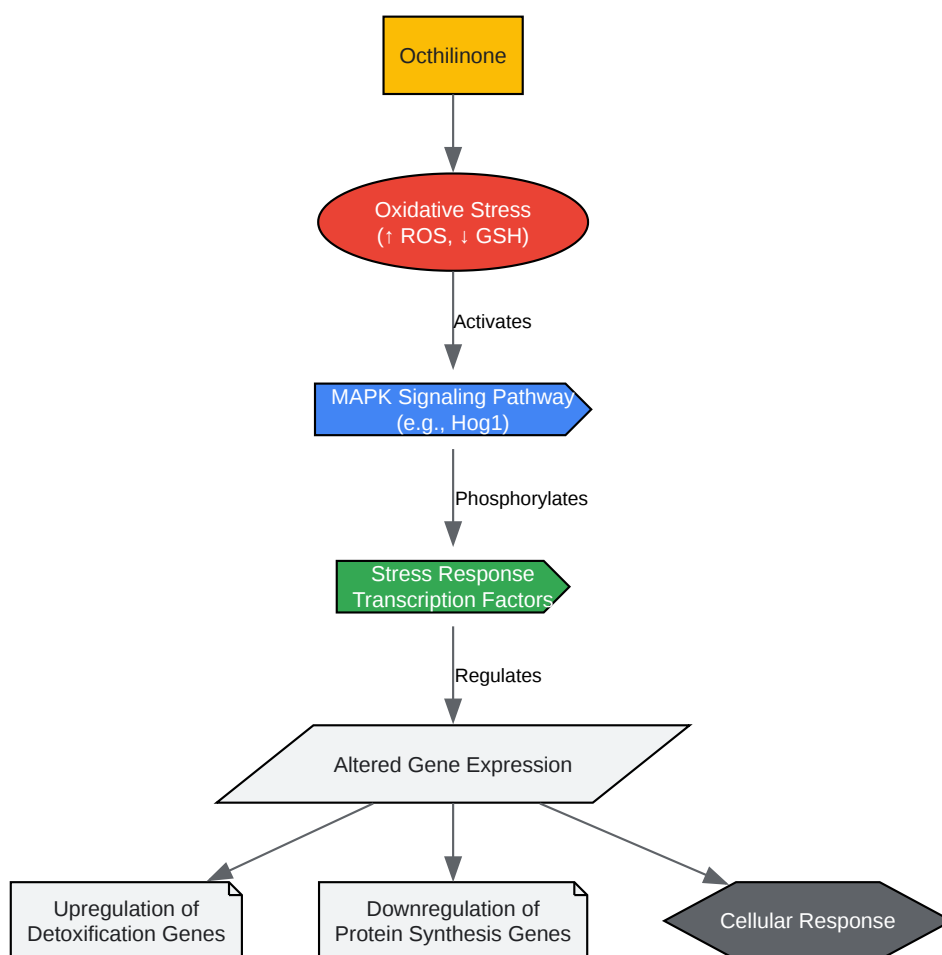 Octhilinone
Oxidative Stress
(↑ ROS, ↓ GSH)
Activates
MAPK Signaling Pathway
(e.g., Hog1)
Phosphorylates
Stress Response
Transcription Factors
Regulates
Altered Gene Expression
Upregulation of
Detoxification Genes
Downregulation of
Protein Synthesis Genes
Cellular Response